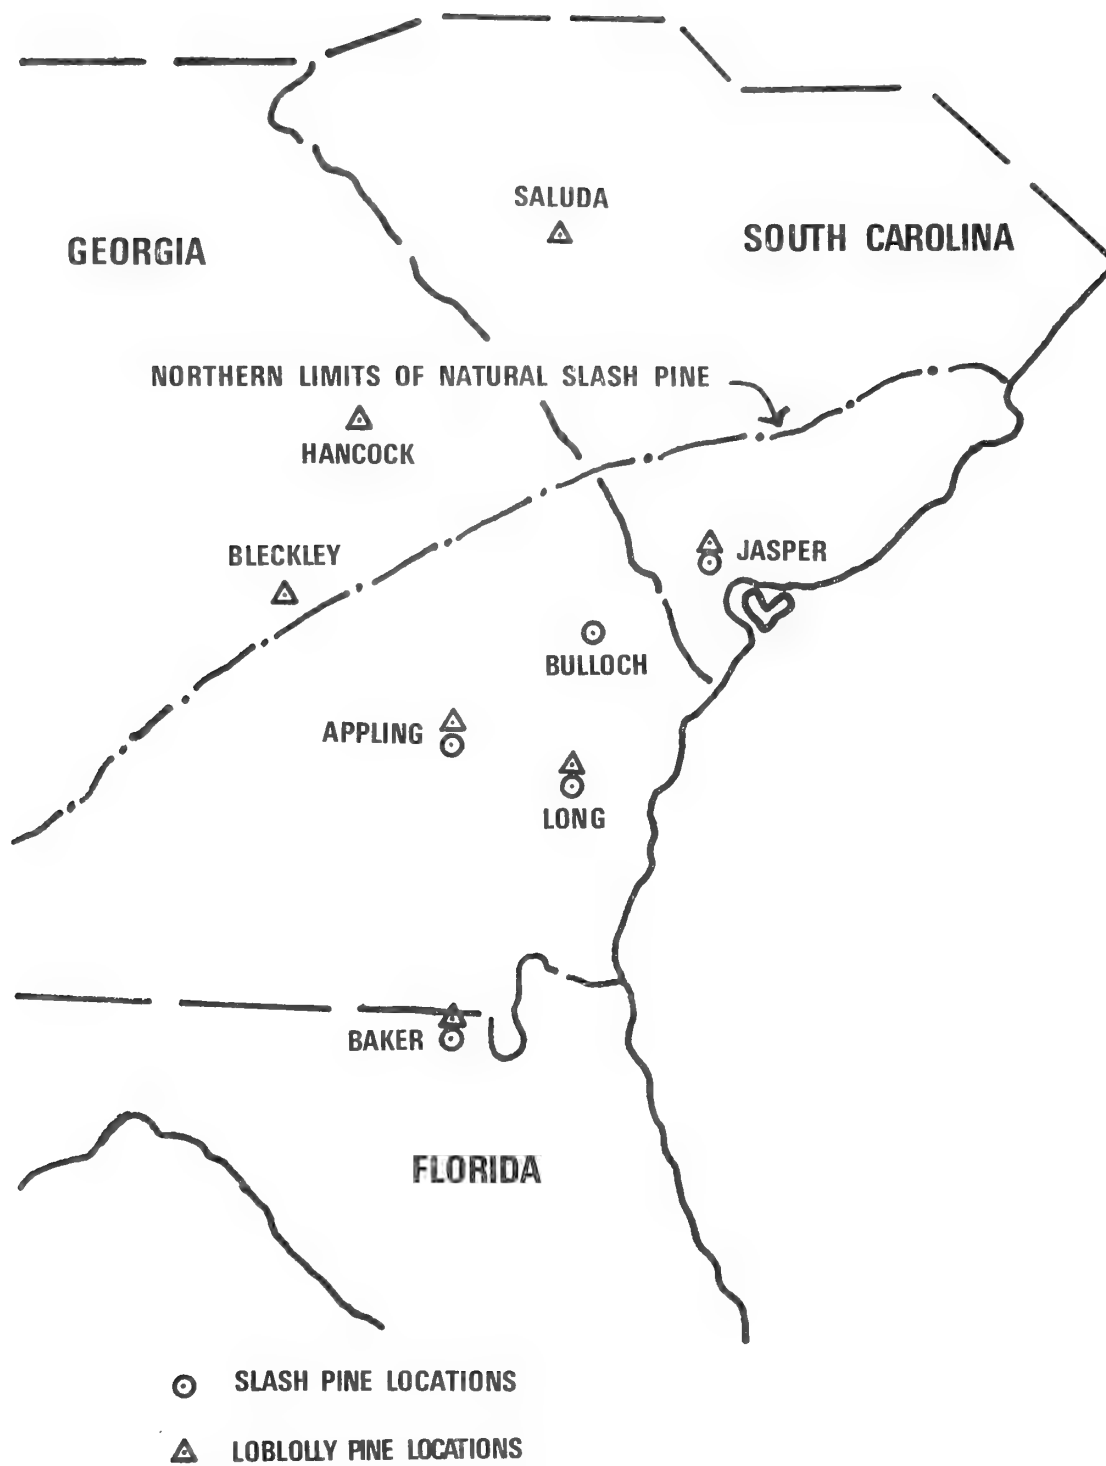 SALUDA
GEORGIA
SOUTH CAROLINA
NORTHERN LIMITS OF NATURAL SLASH PINE
HANCOCK
BLECKLEY
JASPER
BULLOCH
APPLING
LONG
BAKER
FLORIDA
SLASH PINE LOCATIONS
LOBLOLLY PINE LOCATIONS